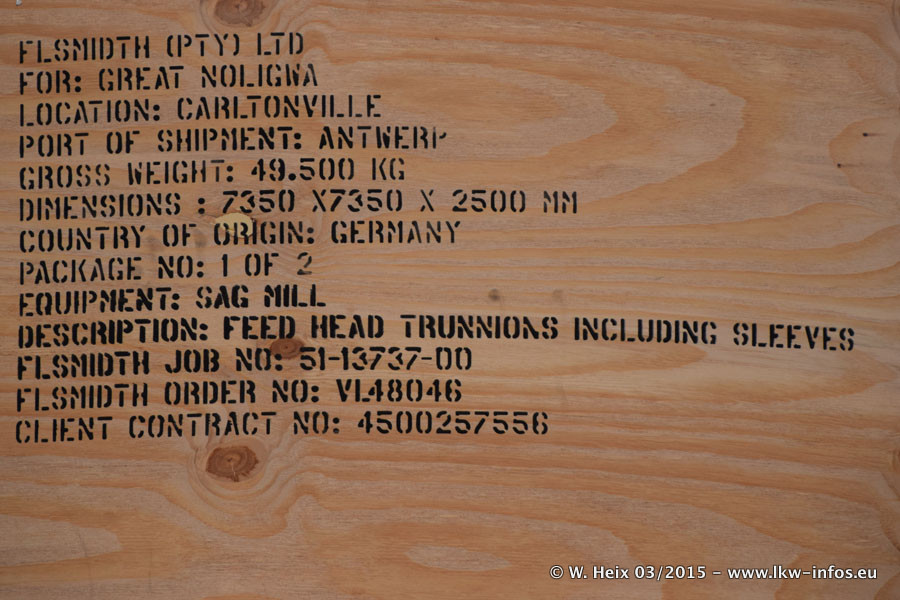 FLSMIDTH (PTY) LTD
FOR: GREAT NOLIGWA
LOCATION: CARLTONVILLE
PORT OF SHIPMENT: ANTWERP
GROSS WEIGHT: 49.500 KG
DIMENSIONS : 7350 X7350 X 2500 MM
COUNTRY OF ORIGIN: GERMANY
PACKAGE NO: 1 OF 2
EQUIPMENT: SAG MILL
DESCRIPTION: FEED HEAD TRUNNIONS INCLUDING SLEEVES
FLSMIDTH JOB NO: 51-13737-00
FLSMIDTH ORDER NO: VL48046
CLIENT CONTRACT NO: 4500257556
© W. Heix 03/2015 - www.lkw-infos.eu